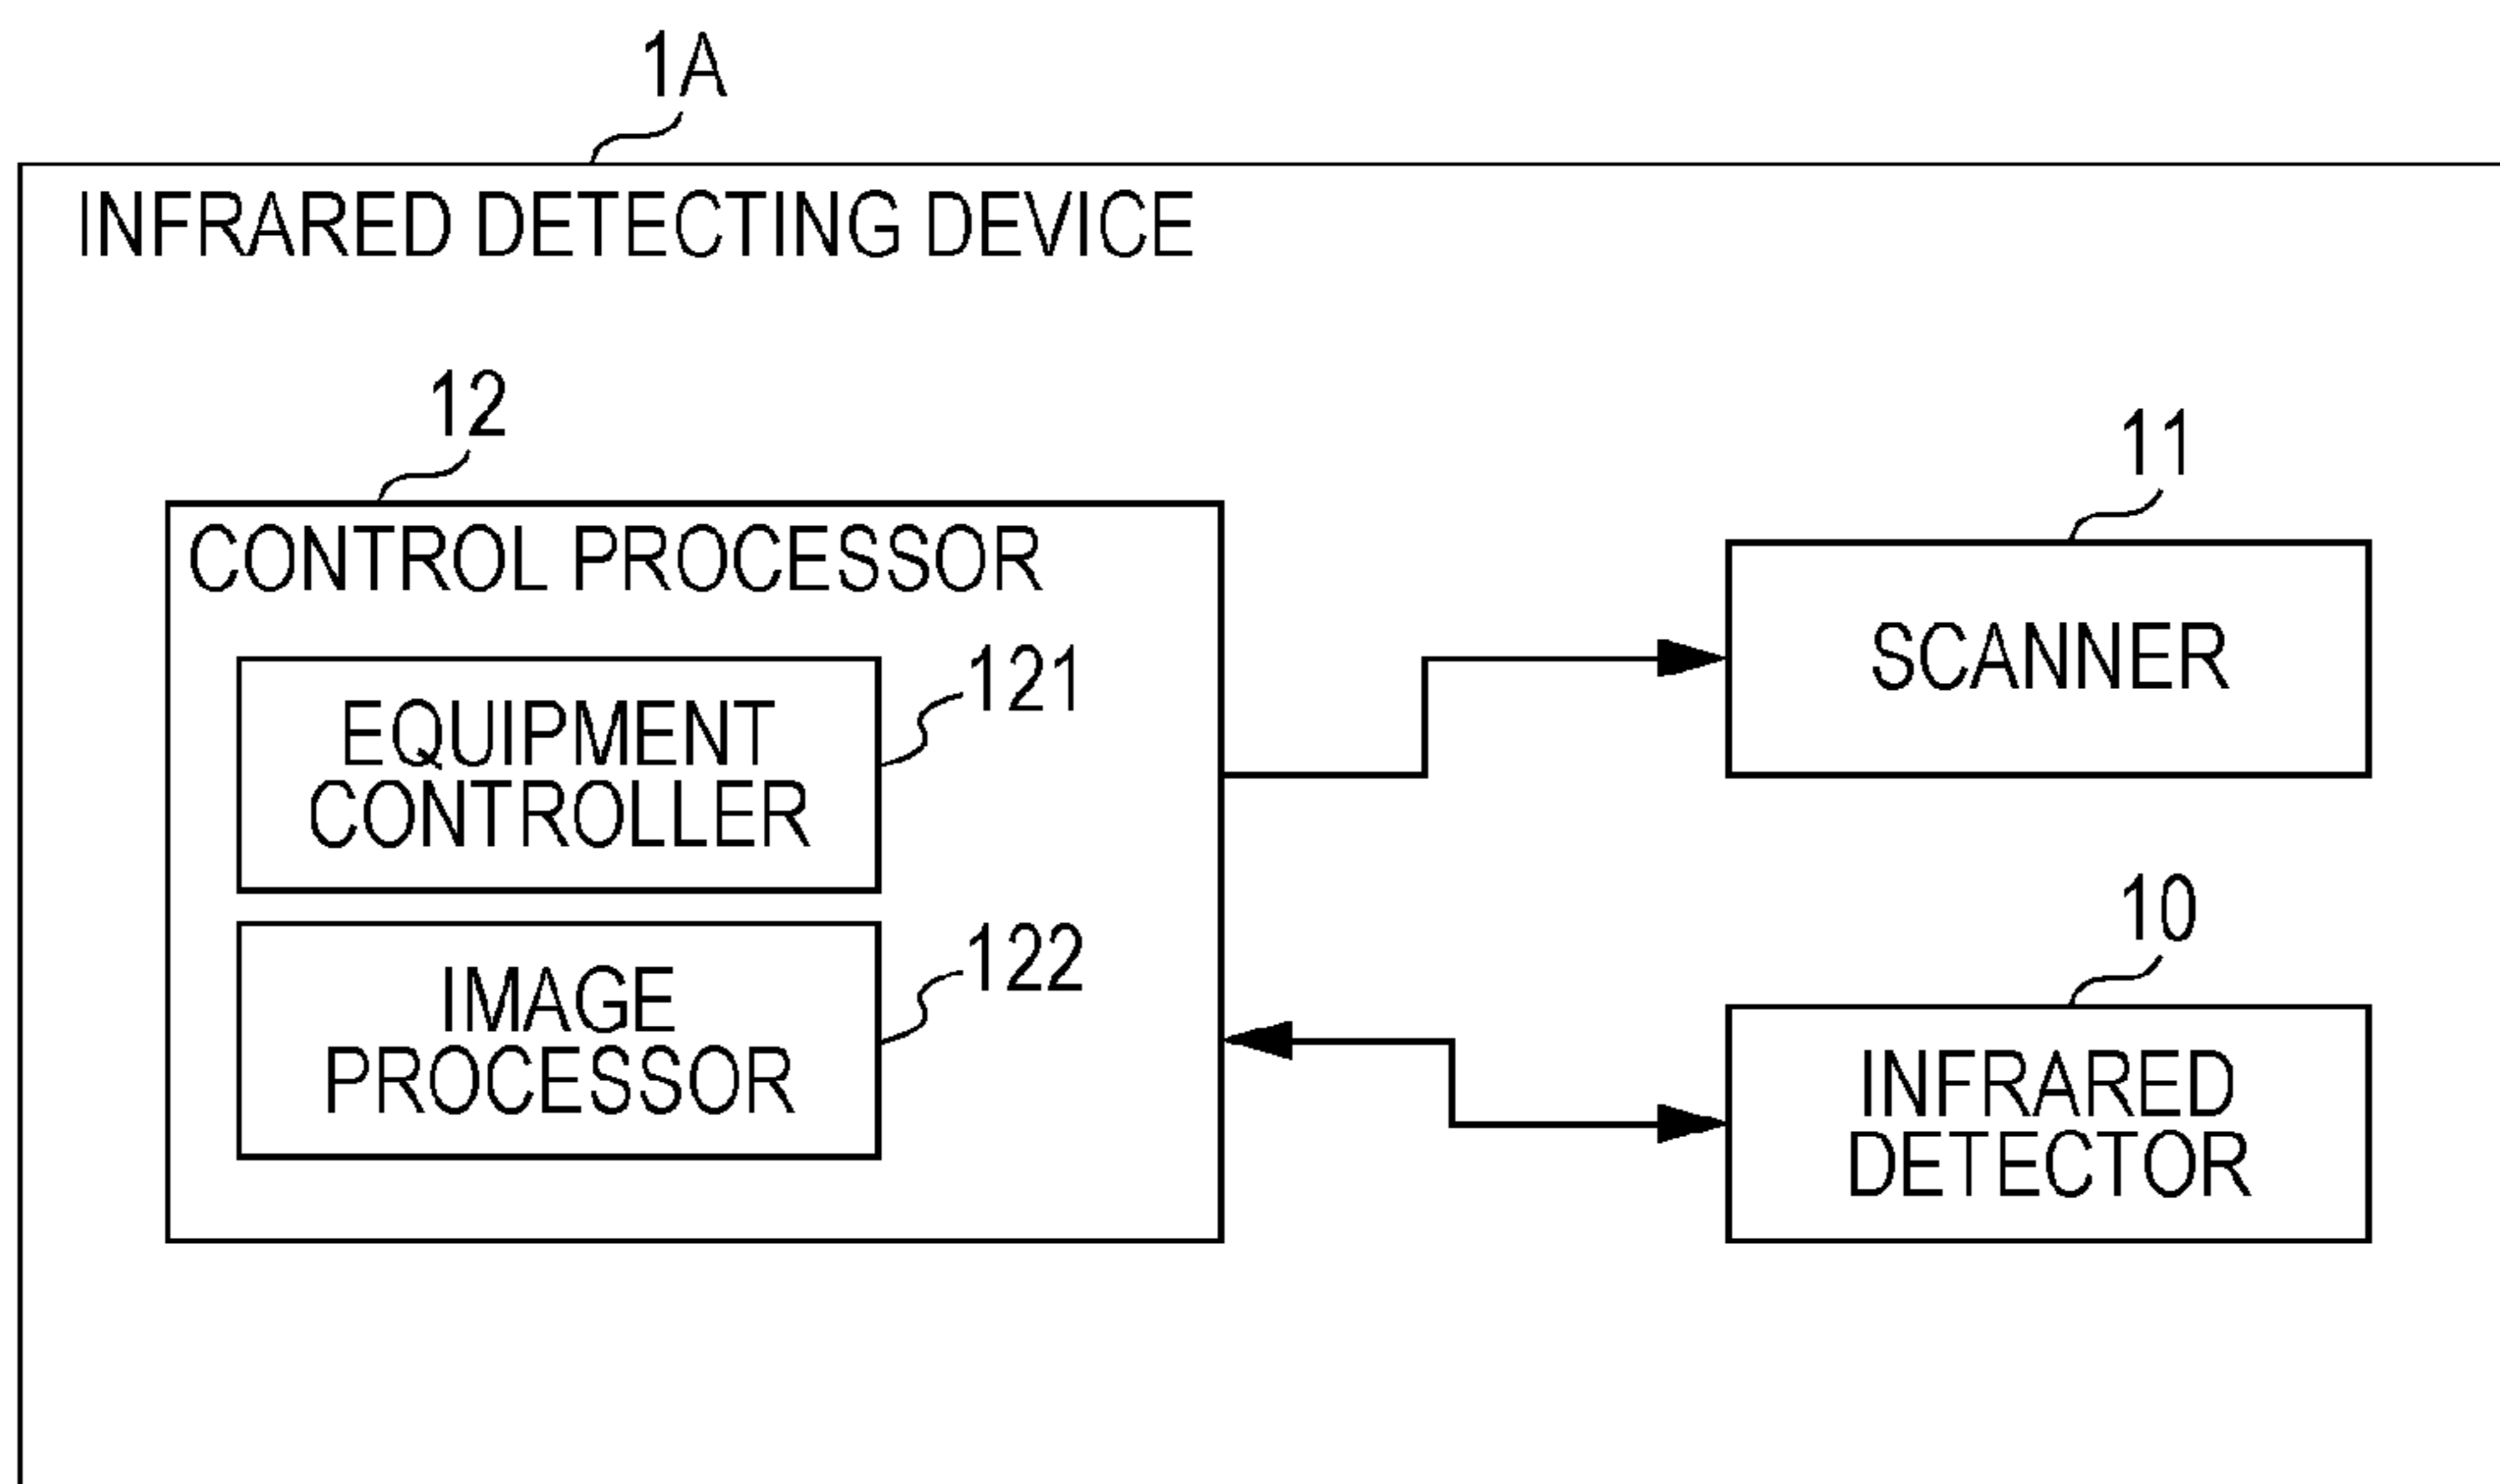 1A
INFRARED DETECTING DEVICE
12
CONTROL PROCESSOR
EQUIPMENT
CONTROLLER
121
IMAGE
PROCESSOR
122
11
SCANNER
10
INFRARED
DETECTOR